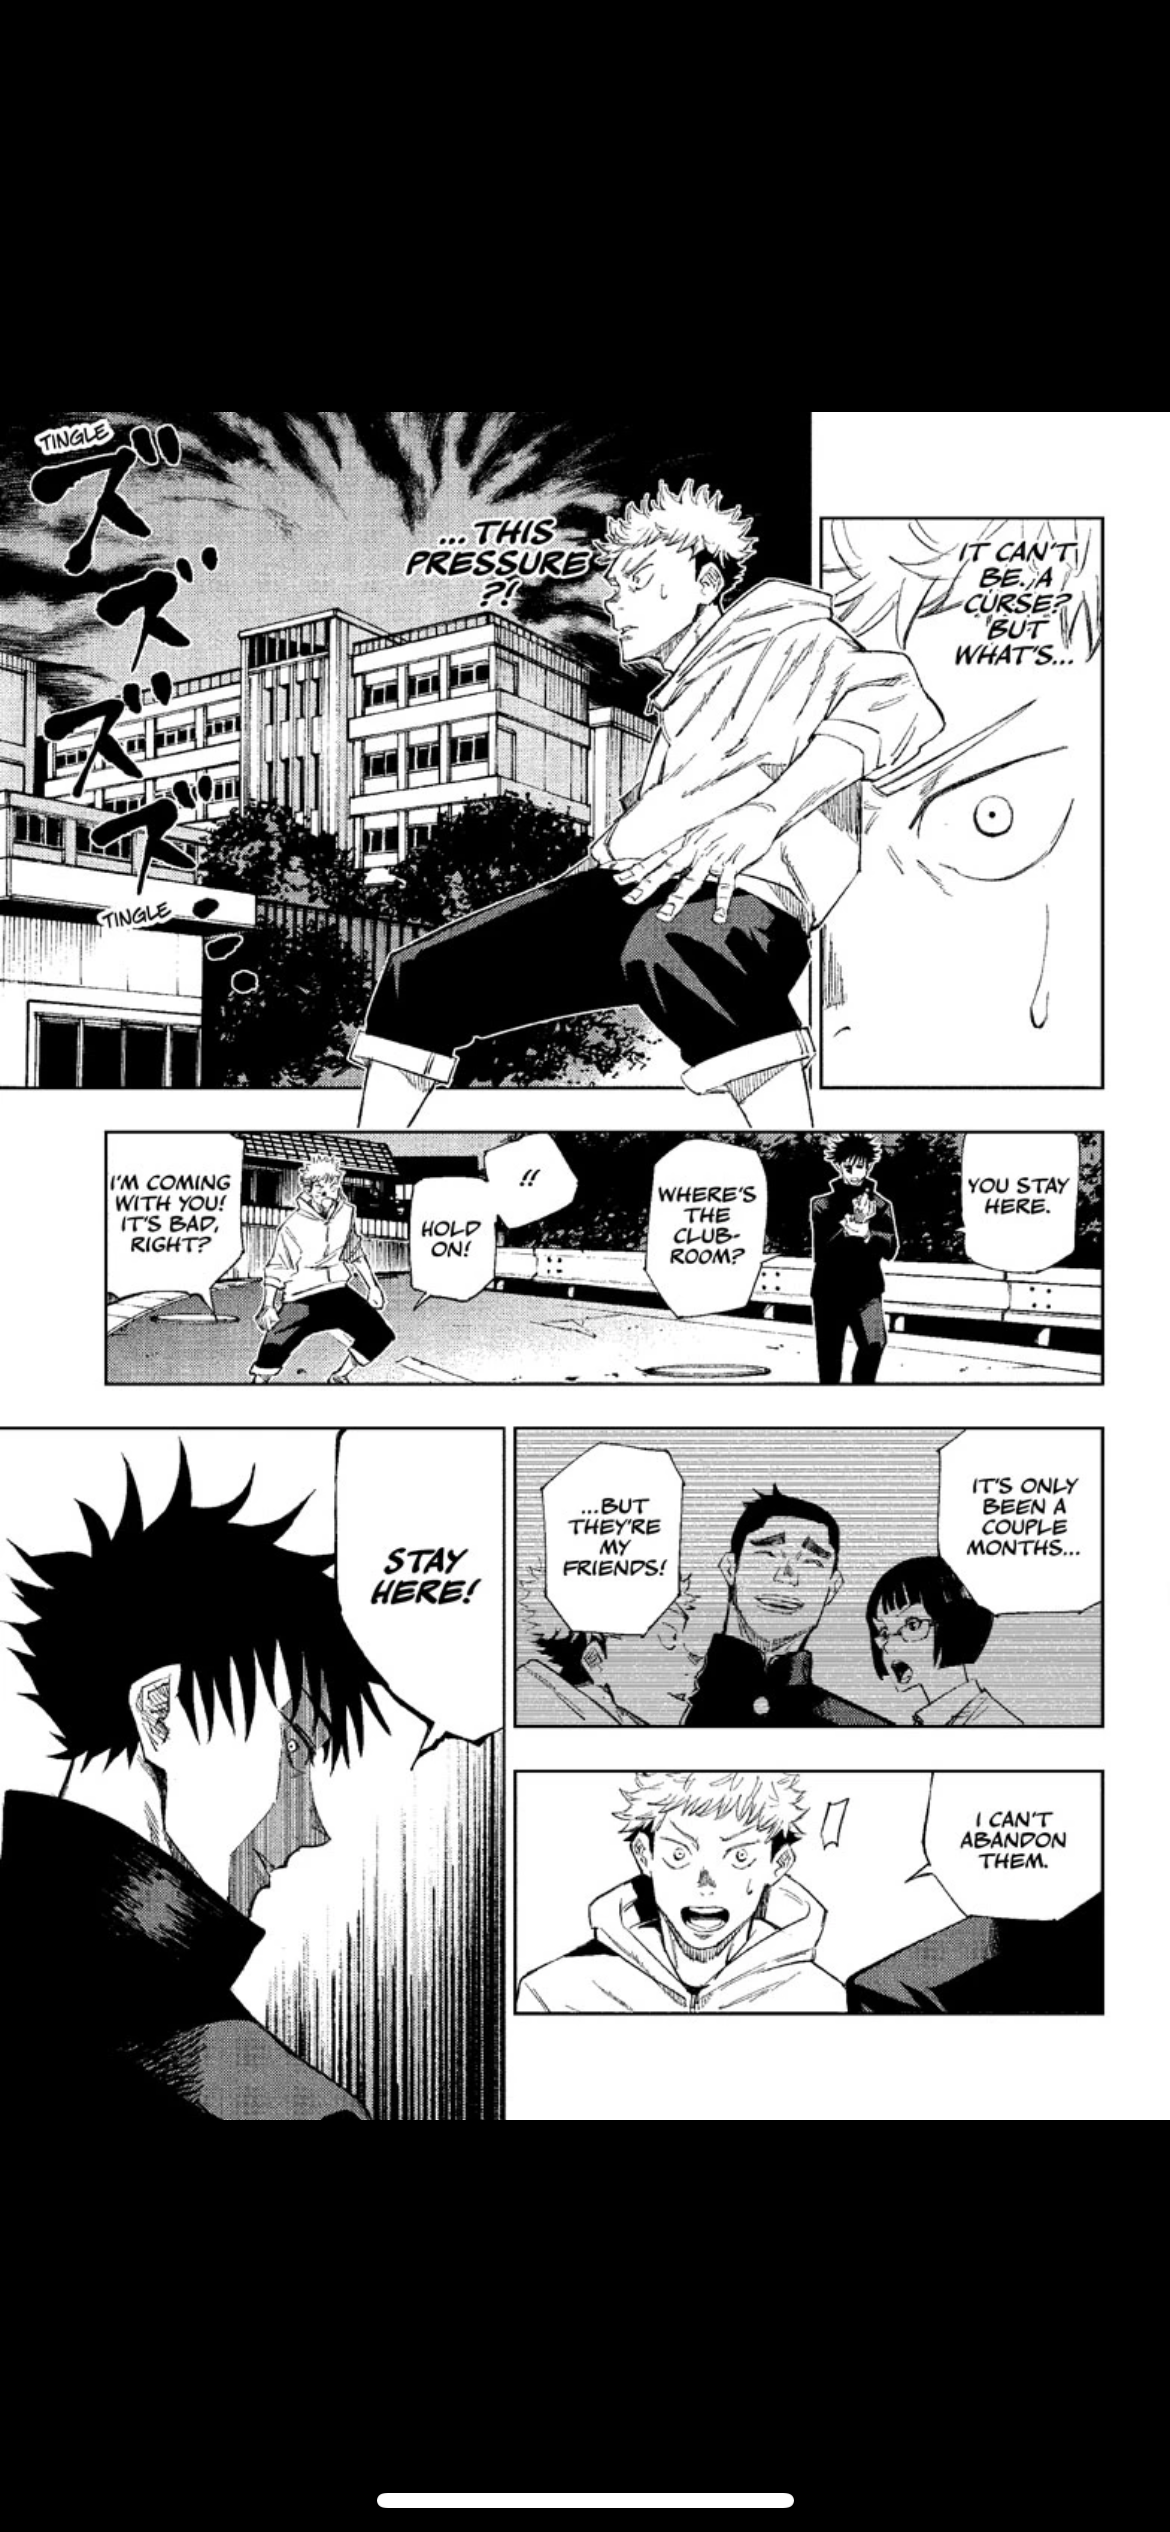 IT CAN'T
BE. A
CURSE?
BUT
WHAT'S...
...THIS
PRESSURE
?!
TINGLE
ズズズズ...
TINGLE
YOU STAY
HERE.
WHERE'S
THE
CLUB-
ROOM?
!!
HOLD
ON!
I'M COMING
WITH YOU!
IT'S BAD,
RIGHT?
IT'S ONLY
BEEN A
COUPLE
MONTHS...
...BUT
THEY'RE
MY
FRIENDS!
I CAN'T
ABANDON
THEM.
STAY
HERE!